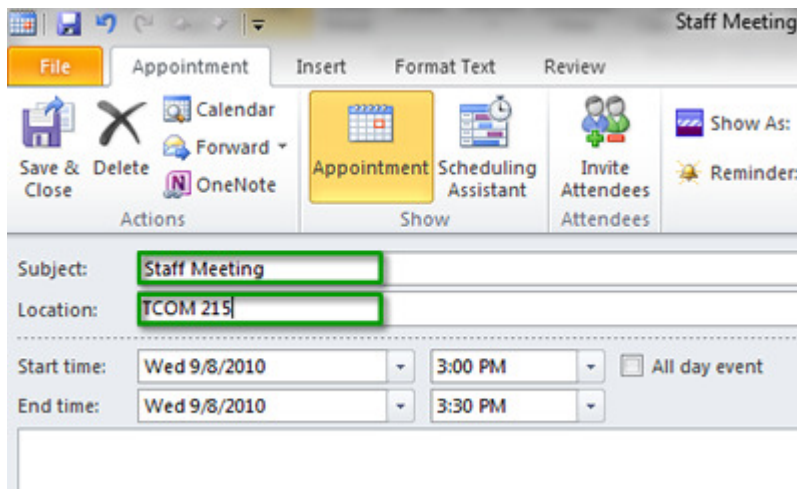 Staff Meeting
File Appointment Insert Format Text Review
Save & Close
Delete
Calendar
Forward
OneNote
Actions
Appointment
Scheduling Assistant
Show
Invite Attendees
Attendees
Show As:
Reminder:
Subject: Staff Meeting
Location: TCOM 215
Start time: Wed 9/8/2010 3:00 PM All day event
End time: Wed 9/8/2010 3:30 PM